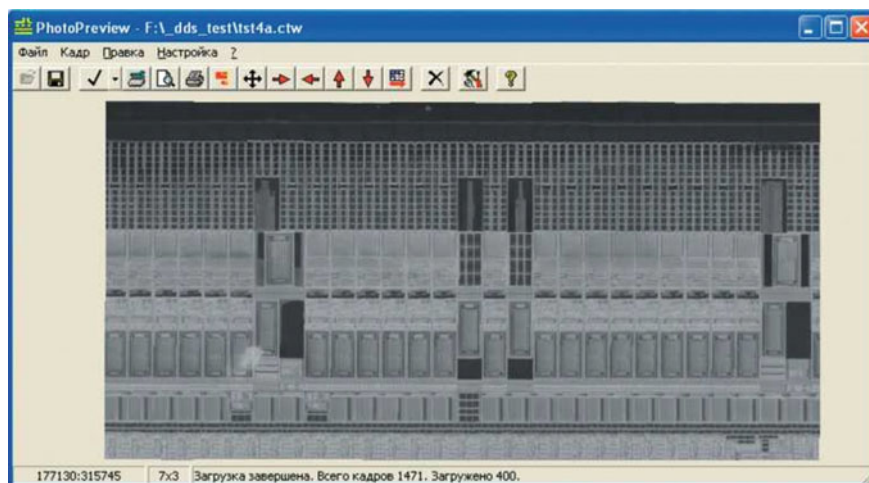 PhotoPreview - F:\_dds_test\tst4a.ctw
Файл Кадр Правка Настройка ?
177130:315745 7x3 Загрузка завершена. Всего кадров 1471. Загружено 400.